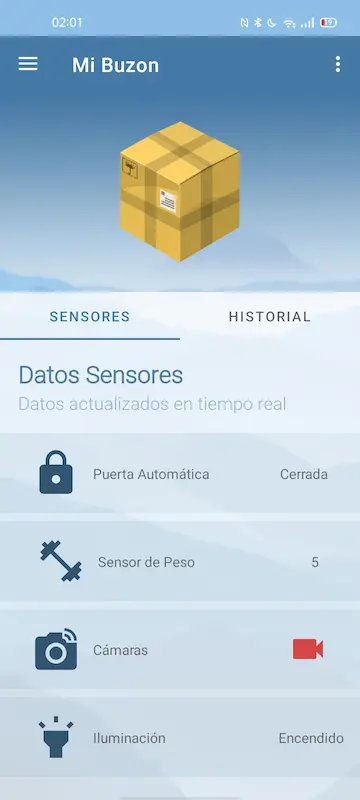 02:01
19
Mi Buzon
SENSORES
HISTORIAL
Datos Sensores
Datos actualizados en tiempo real
Puerta Automática
Cerrada
Sensor de Peso
5
Cámaras
Iluminación
Encendido